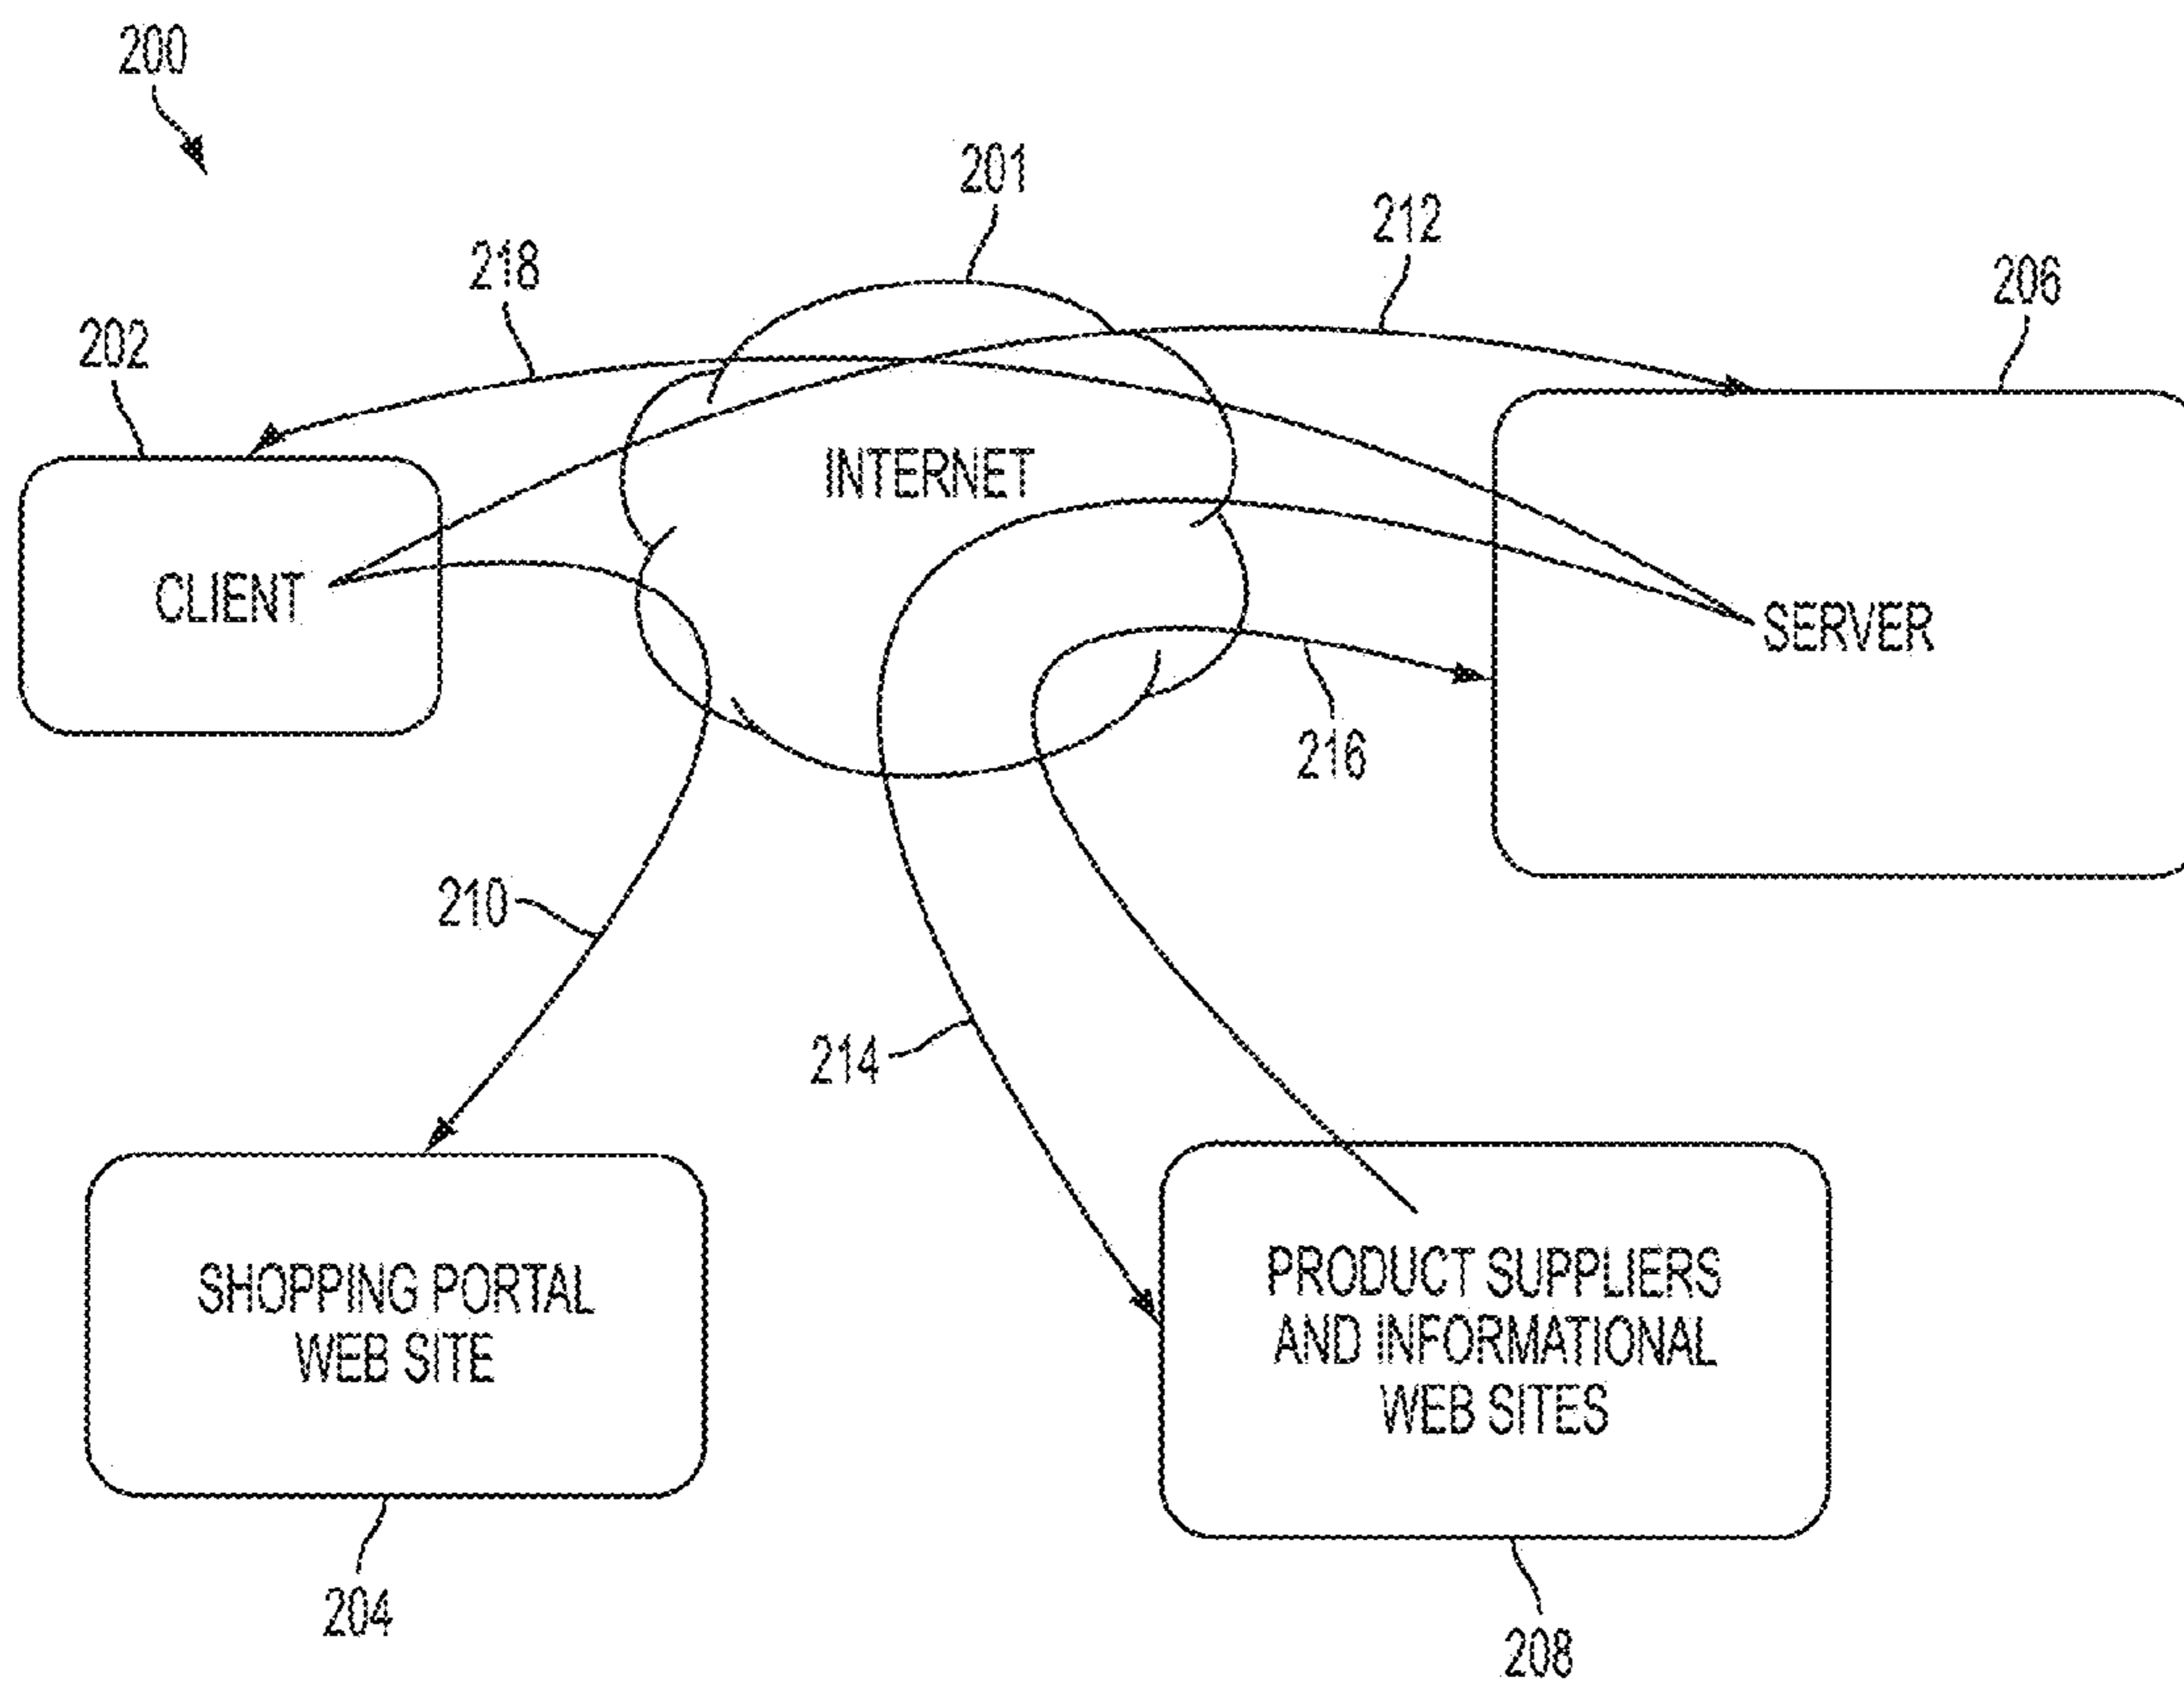 200
201
212
218
206
202
INTERNET
CLIENT
SERVER
216
210
214
SHOPPING PORTAL
WEB SITE
PRODUCT SUPPLIERS
AND INFORMATIONAL
WEB SITES
204
208